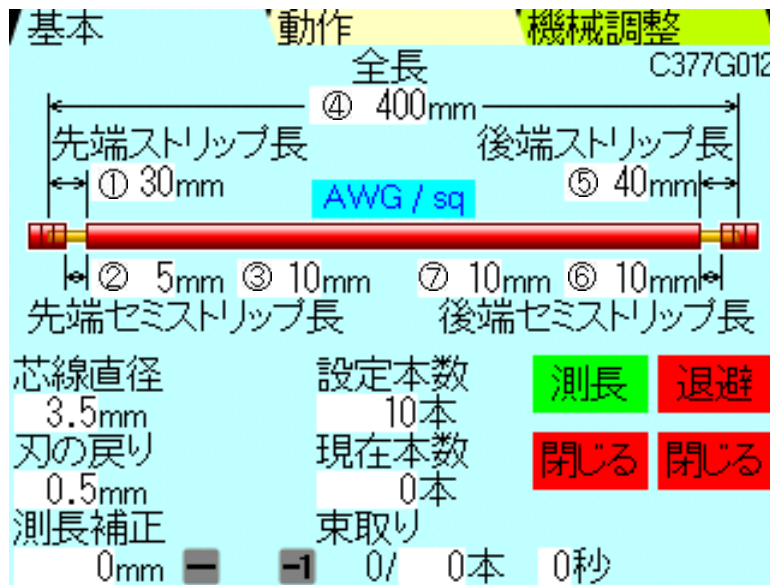 基本 動作 機械調整
全長 C377G012
④ 400mm
先端ストリップ長 後端ストリップ長
① 30mm AWG / sq ⑤ 40mm
② 5mm ③ 10mm ⑦ 10mm ⑥ 10mm
先端セミストリップ長 後端セミストリップ長
芯線直径 設定本数 測長 退避
3.5mm 10本
刃の戻り 現在本数 閉じる 閉じる
0.5mm 0本
測長補正 束取り
0mm ー -1 0/ 0本 0秒